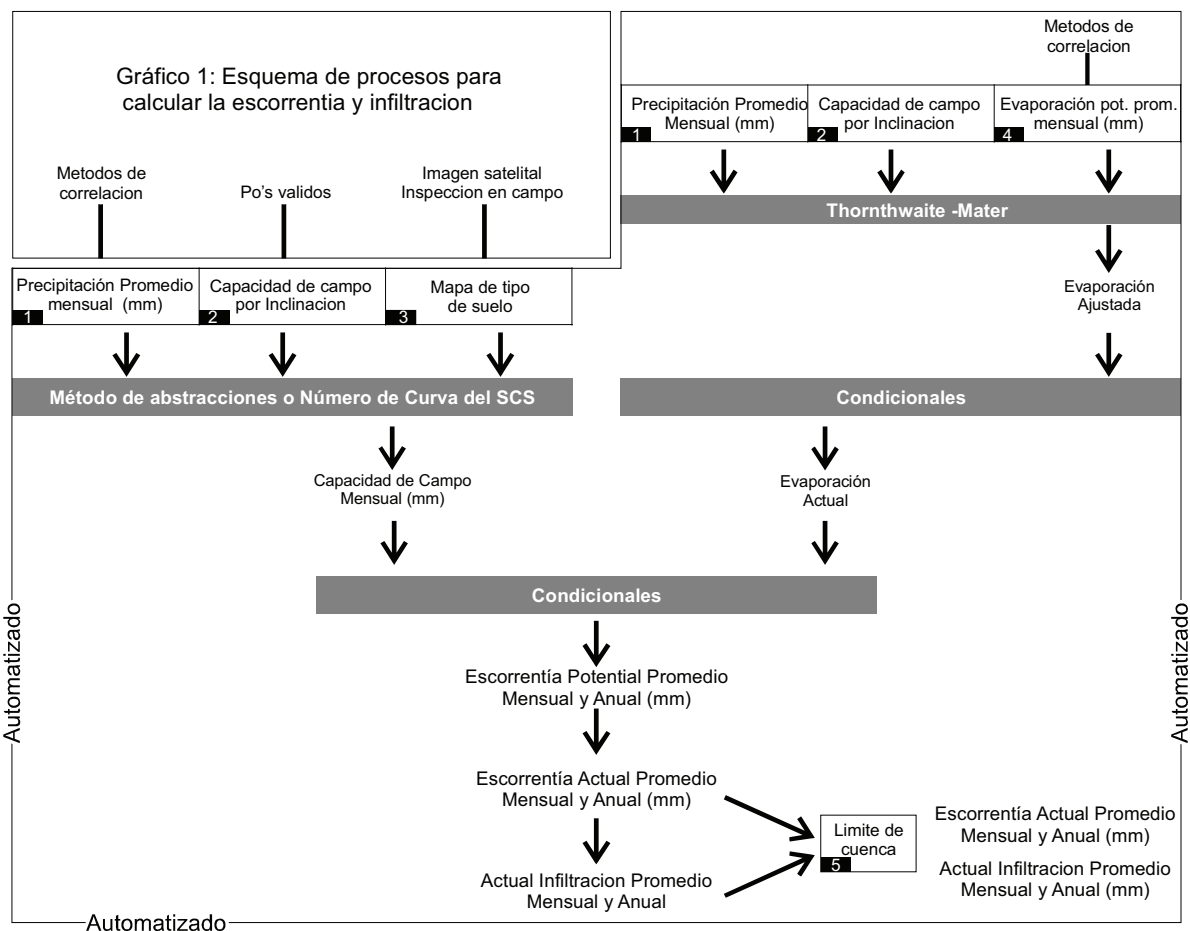 Gráfico 1: Esquema de procesos para
calcular la escorrentia y infiltracion
Metodos de
correlacion
Po's validos
Imagen satelital
Inspeccion en campo
Precipitación Promedio
mensual (mm)
1
Capacidad de campo
por Inclinacion
2
Mapa de tipo
de suelo
3
Método de abstracciones o Número de Curva del SCS
Capacidad de Campo
Mensual (mm)
Metodos de
correlacion
Precipitación Promedio
Mensual (mm)
1
Capacidad de campo
por Inclinacion
2
Evaporación pot. prom.
mensual (mm)
4
Thornthwaite -Mater
Evaporación
Ajustada
Condicionales
Evaporación
Actual
Condicionales
Escorrentía Potential Promedio
Mensual y Anual (mm)
Escorrentía Actual Promedio
Mensual y Anual (mm)
Actual Infiltracion Promedio
Mensual y Anual
Limite de
cuenca
5
Escorrentía Actual Promedio
Mensual y Anual (mm)
Actual Infiltracion Promedio
Mensual y Anual (mm)
Automatizado
Automatizado
Automatizado